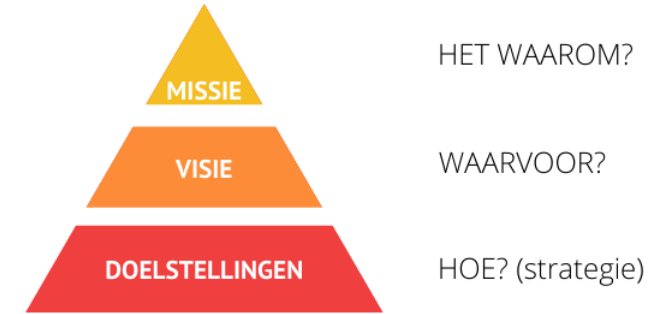 MISSIE
HET WAAROM?
VISIE
WAARVOOR?
DOELSTELLINGEN
HOE? (strategie)